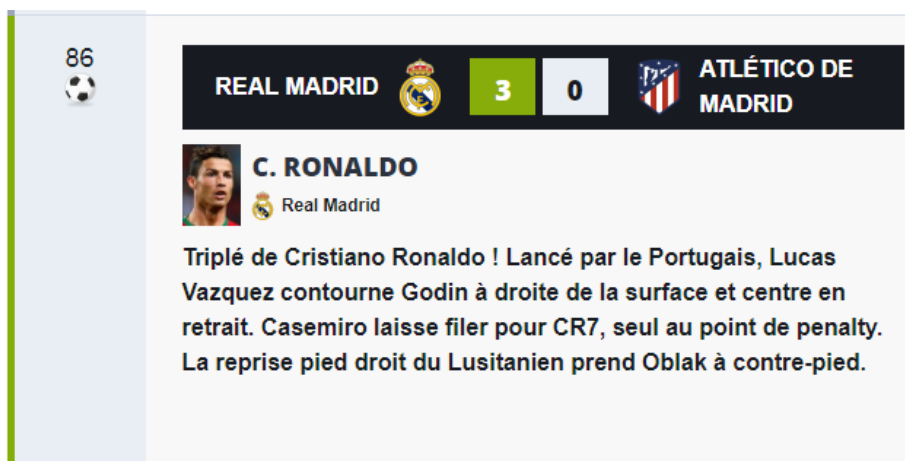 86
REAL MADRID 3 0 ATLÉTICO DE
MADRID
C. RONALDO
Real Madrid
Triplé de Cristiano Ronaldo ! Lancé par le Portugais, Lucas
Vazquez contourne Godin à droite de la surface et centre en
retrait. Casemiro laisse filer pour CR7, seul au point de penalty.
La reprise pied droit du Lusitanien prend Oblak à contre-pied.